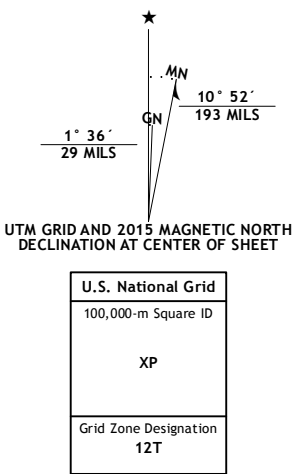 ★
MN
GN
10° 52´
193 MILS
1° 36´
29 MILS
UTM GRID AND 2015 MAGNETIC NORTH
DECLINATION AT CENTER OF SHEET
U.S. National Grid
100,000-m Square ID
XP
Grid Zone Designation
12T